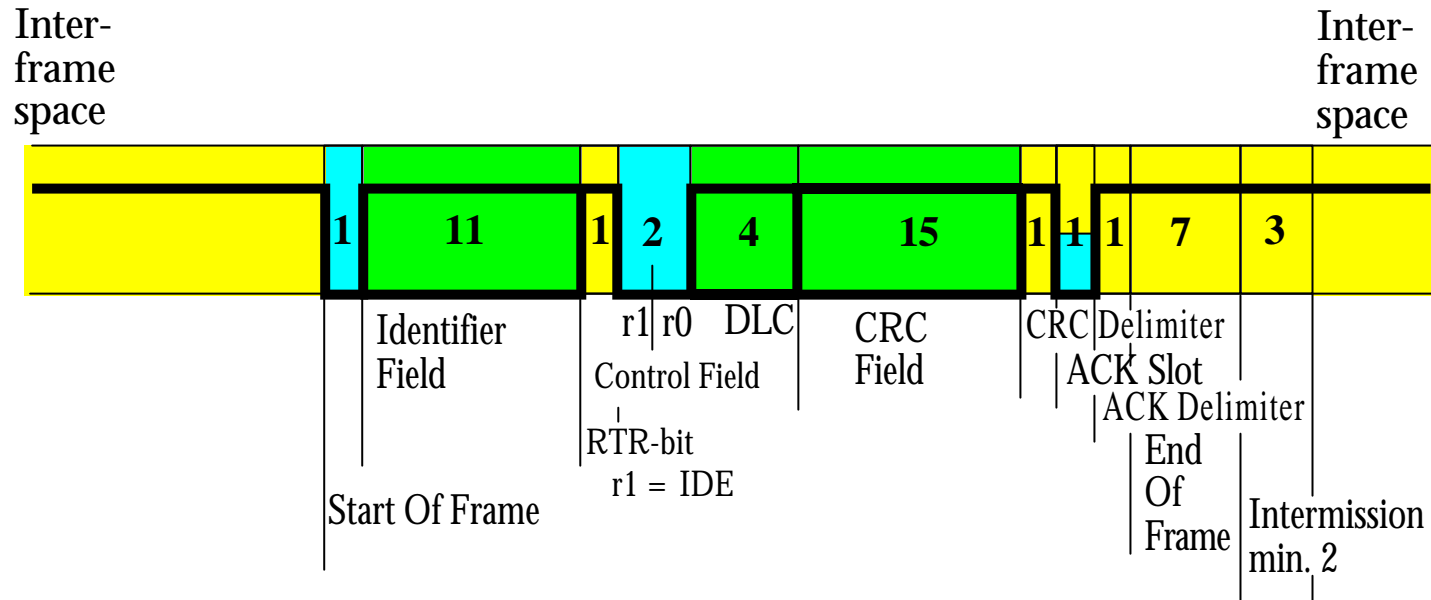 Inter-
frame
space
Inter-
frame
space
1 11 1 2 4 15 1 1 1 7 3
Identifier
Field
r1 r0
DLC
CRC
Field
CRC Delimiter
Control Field
ACK Slot
ACK Delimiter
RTR-bit
r1 = IDE
End
Of
Frame
Start Of Frame
Intermission
min. 2